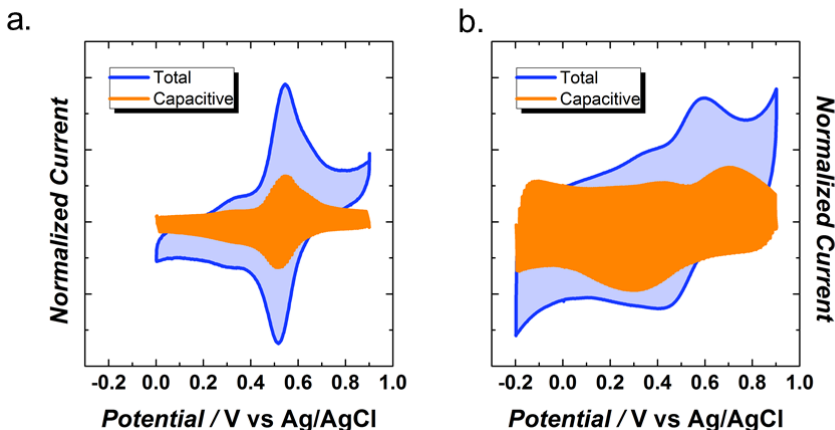 a.
Total
Capacitive
Normalized Current
-0.2 0.0 0.2 0.4 0.6 0.8 1.0
Potential / V vs Ag/AgCl
b.
Total
Capacitive
Normalized Current
-0.2 0.0 0.2 0.4 0.6 0.8 1.0
Potential / V vs Ag/AgCl